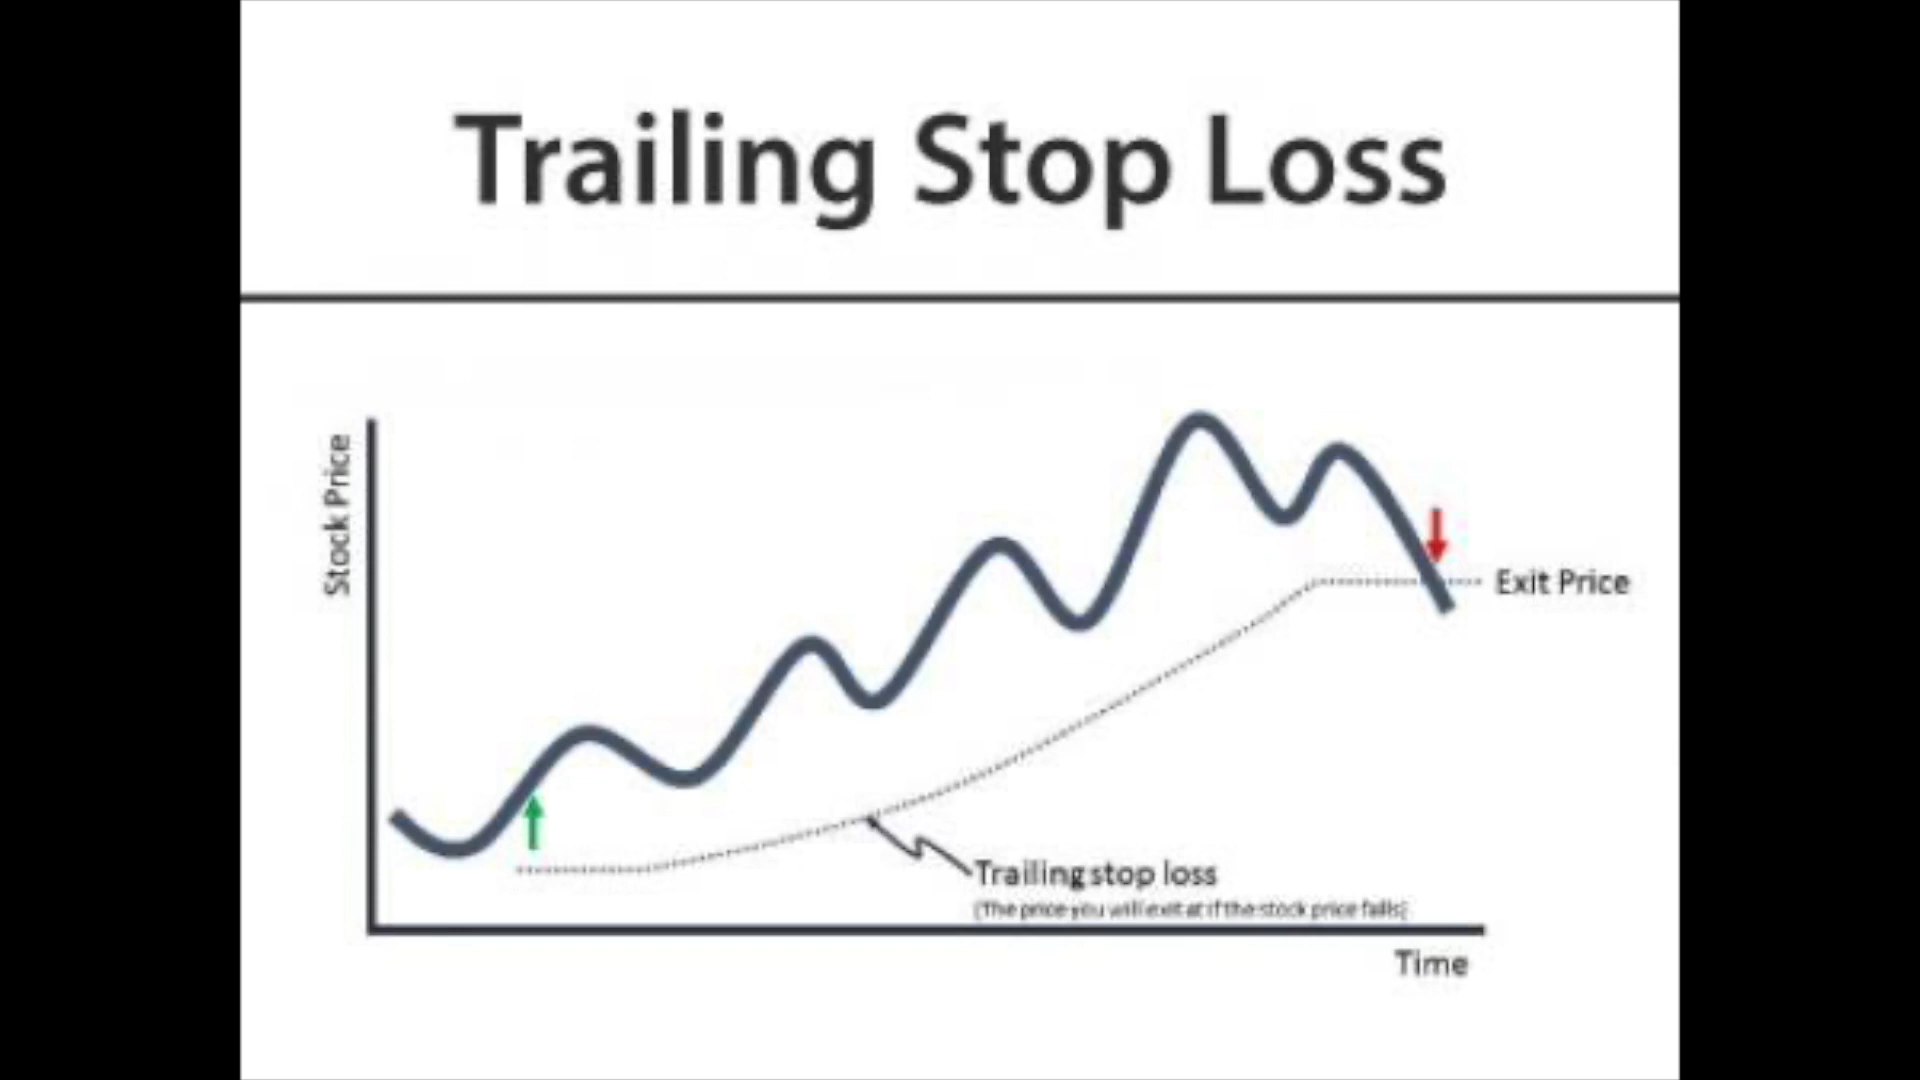 Trailing Stop Loss
Stock Price
Exit Price
Trailing stop loss
(The price you will exit at if the stock price falls)
Time